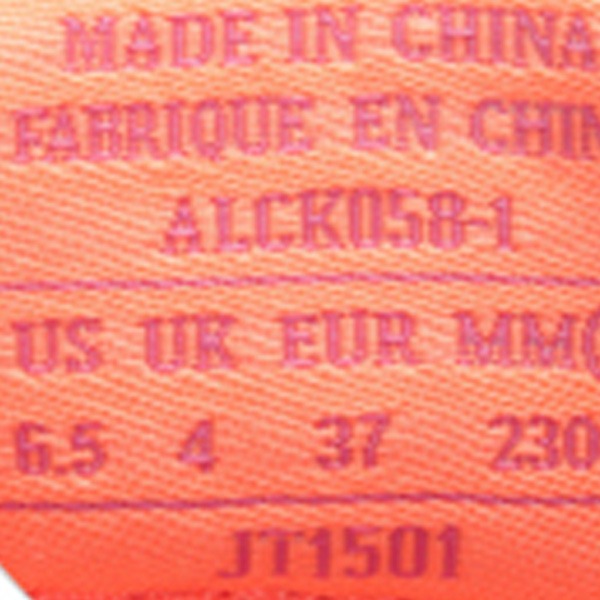 MADE IN CHINA
FABRIQUE EN CHIN
ALCK058-1
US UK EUR MM(
6.5 4 37 230
JT1501